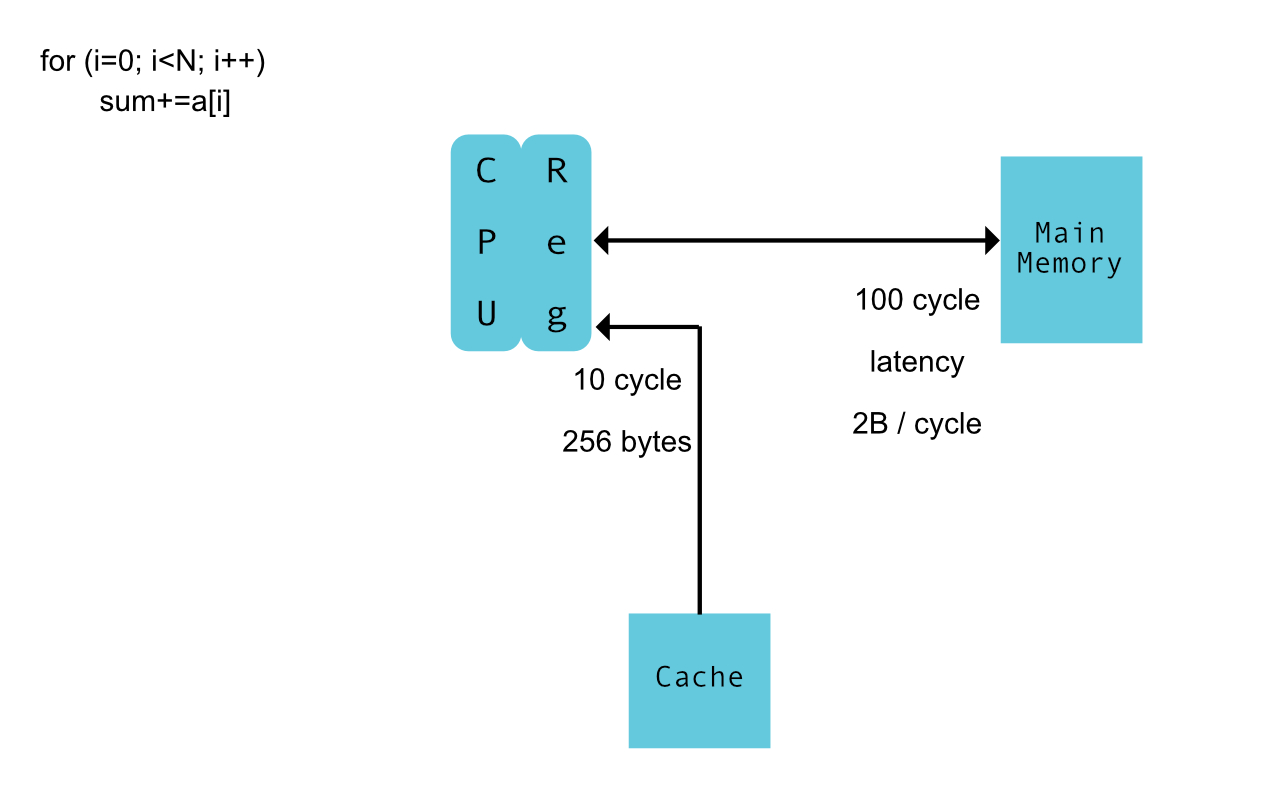 for (i=0; i<N; i++)
sum+=a[i]
C R
P e
U g
Main
Memory
100 cycle
latency
2B / cycle
10 cycle
256 bytes
Cache